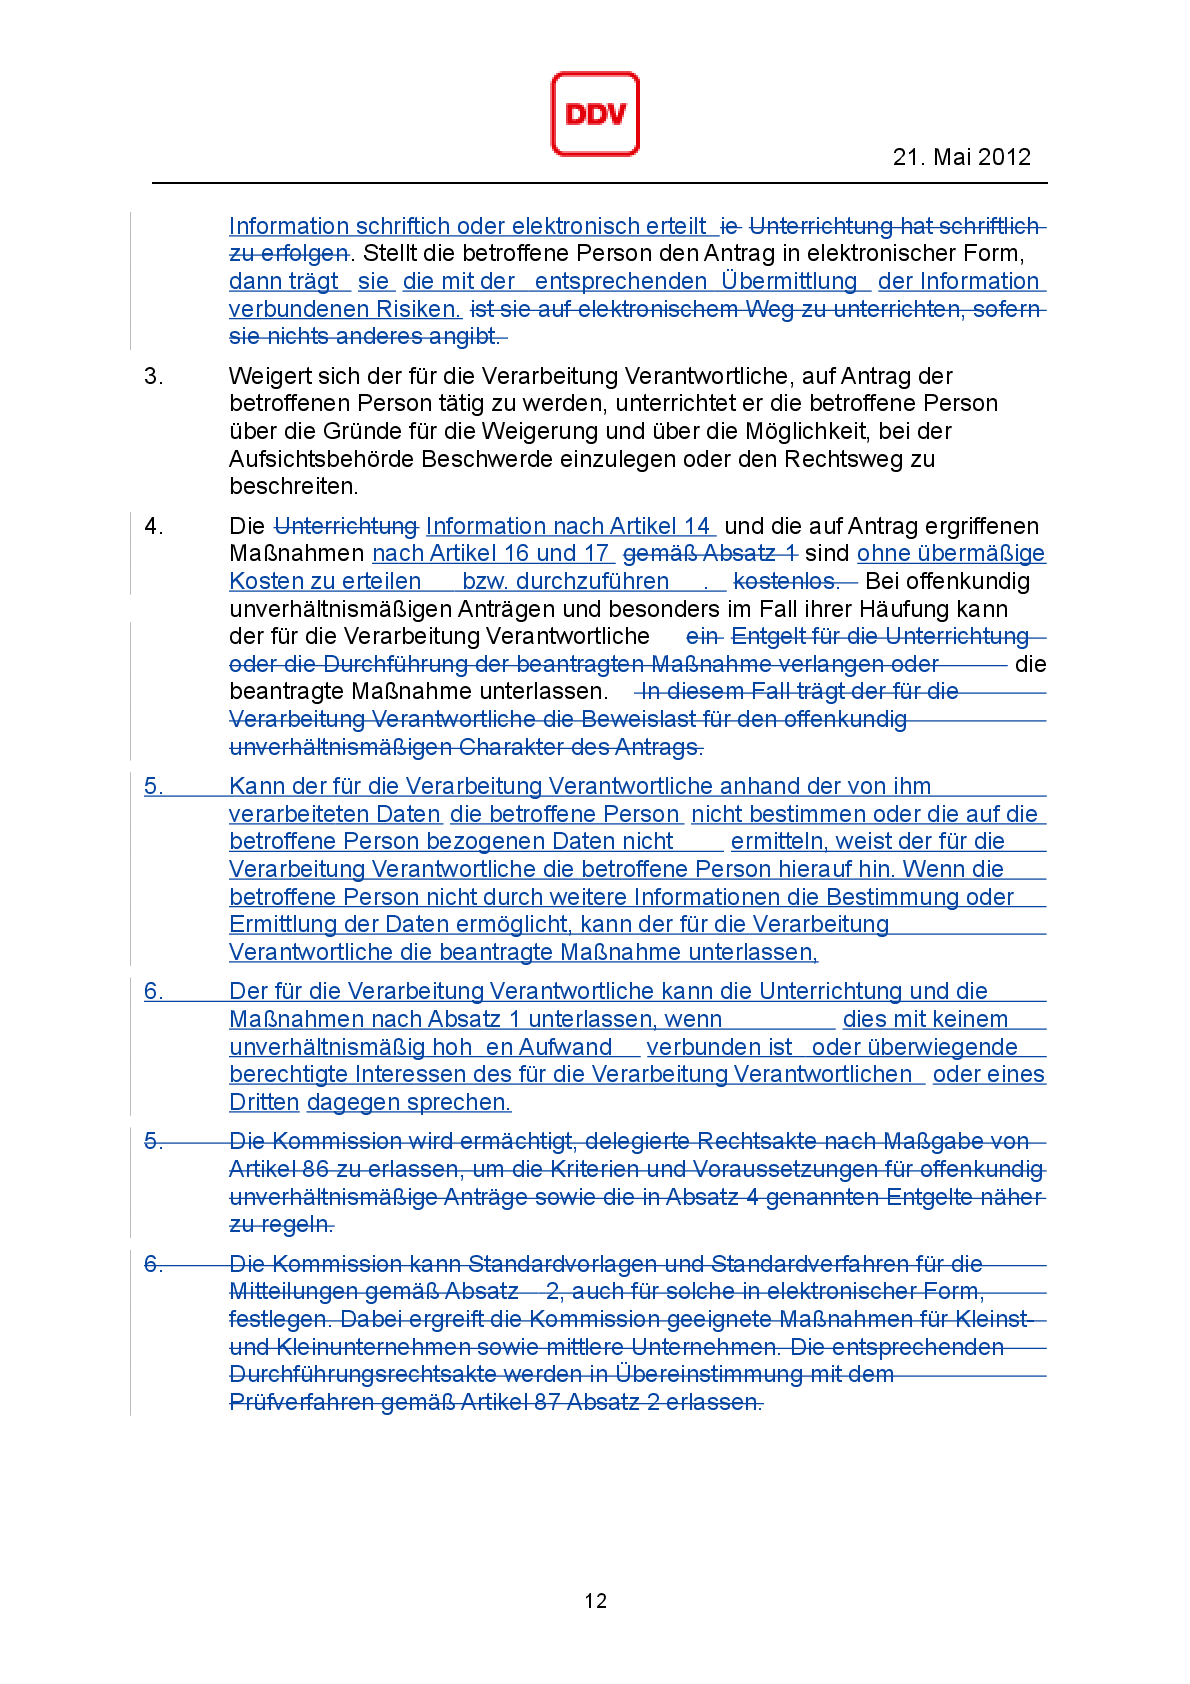 DDV
21. Mai 2012
Information schriftich oder elektronisch erteilt ie Unterrichtung hat schriftlich
zu erfolgen. Stellt die betroffene Person den Antrag in elektronischer Form,
dann trägt sie die mit der entsprechenden Übermittlung der Information
verbundenen Risiken. ist sie auf elektronischem Weg zu unterrichten, sofern
sie nichts anderes angibt.
3. Weigert sich der für die Verarbeitung Verantwortliche, auf Antrag der
betroffenen Person tätig zu werden, unterrichtet er die betroffene Person
über die Gründe für die Weigerung und über die Möglichkeit, bei der
Aufsichtsbehörde Beschwerde einzulegen oder den Rechtsweg zu
beschreiten.
4. Die Unterrichtung Information nach Artikel 14 und die auf Antrag ergriffenen
Maßnahmen nach Artikel 16 und 17 gemäß Absatz 1 sind ohne übermäßige
Kosten zu erteilen bzw. durchzuführen . kostenlos. Bei offenkundig
unverhältnismäßigen Anträgen und besonders im Fall ihrer Häufung kann
der für die Verarbeitung Verantwortliche ein Entgelt für die Unterrichtung
oder die Durchführung der beantragten Maßnahme verlangen oder die
beantragte Maßnahme unterlassen. In diesem Fall trägt der für die
Verarbeitung Verantwortliche die Beweislast für den offenkundig
unverhältnismäßigen Charakter des Antrags.
5. Kann der für die Verarbeitung Verantwortliche anhand der von ihm
verarbeiteten Daten die betroffene Person nicht bestimmen oder die auf die
betroffene Person bezogenen Daten nicht ermitteln, weist der für die
Verarbeitung Verantwortliche die betroffene Person hierauf hin. Wenn die
betroffene Person nicht durch weitere Informationen die Bestimmung oder
Ermittlung der Daten ermöglicht, kann der für die Verarbeitung
Verantwortliche die beantragte Maßnahme unterlassen,
6. Der für die Verarbeitung Verantwortliche kann die Unterrichtung und die
Maßnahmen nach Absatz 1 unterlassen, wenn dies mit keinem
unverhältnismäßig hoh en Aufwand verbunden ist oder überwiegende
berechtigte Interessen des für die Verarbeitung Verantwortlichen oder eines
Dritten dagegen sprechen.
5. Die Kommission wird ermächtigt, delegierte Rechtsakte nach Maßgabe von
Artikel 86 zu erlassen, um die Kriterien und Voraussetzungen für offenkundig
unverhältnismäßige Anträge sowie die in Absatz 4 genannten Entgelte näher
zu regeln.
6. Die Kommission kann Standardvorlagen und Standardverfahren für die
Mitteilungen gemäß Absatz 2, auch für solche in elektronischer Form,
festlegen. Dabei ergreift die Kommission geeignete Maßnahmen für Kleinst-
und Kleinunternehmen sowie mittlere Unternehmen. Die entsprechenden
Durchführungsrechtsakte werden in Übereinstimmung mit dem
Prüfverfahren gemäß Artikel 87 Absatz 2 erlassen.
12